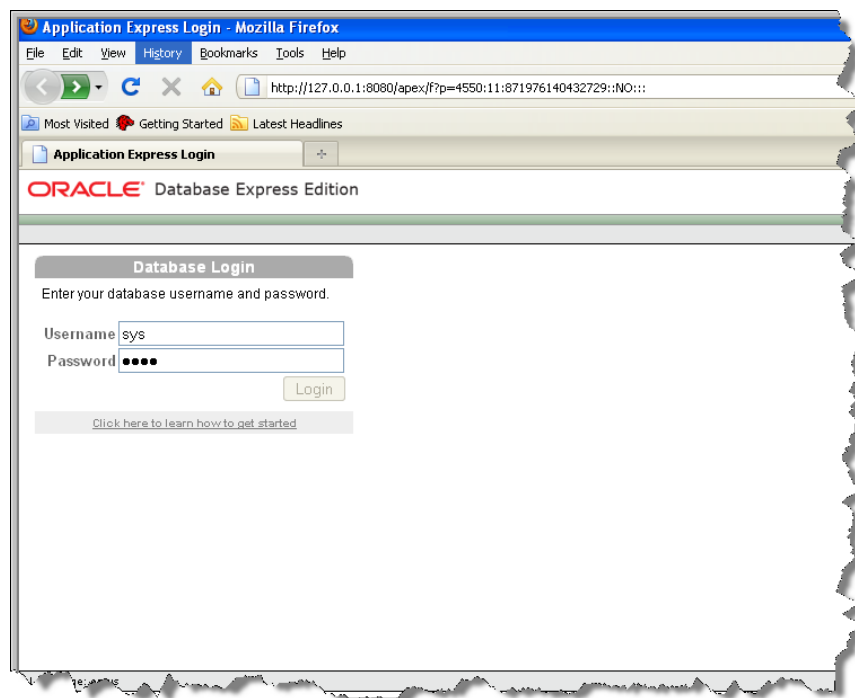 Application Express Login - Mozilla Firefox
File Edit View History Bookmarks Tools Help
http://127.0.0.1:8080/apex/f?p=4550:11:871976140432729::NO:::
Most Visited Getting Started Latest Headlines
Application Express Login
ORACLE Database Express Edition
Database Login
Enter your database username and password.
Username sys
Password ●●●●
Login
Click here to learn how to get started